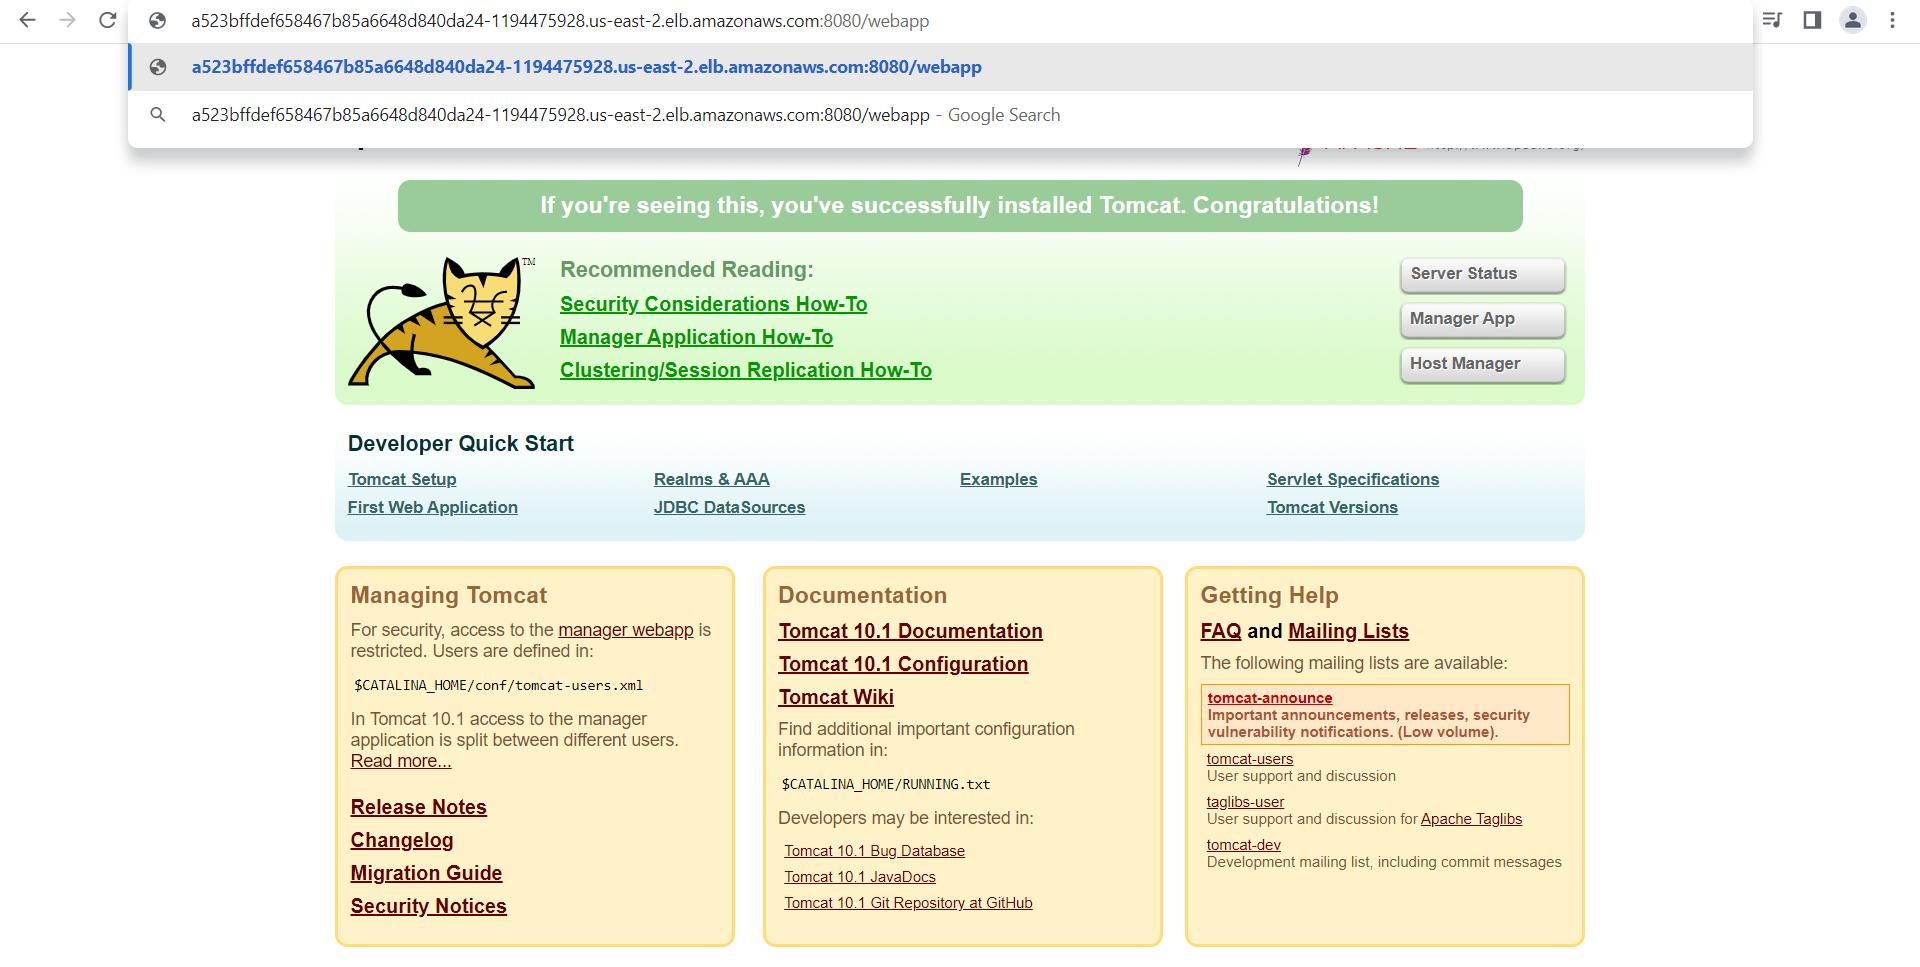 a523bffdef658467b85a6648d840da24-1194475928.us-east-2.elb.amazonaws.com:8080/webapp
a523bffdef658467b85a6648d840da24-1194475928.us-east-2.elb.amazonaws.com:8080/webapp
a523bffdef658467b85a6648d840da24-1194475928.us-east-2.elb.amazonaws.com:8080/webapp - Google Search
If you're seeing this, you've successfully installed Tomcat. Congratulations!
TM
Recommended Reading:
Security Considerations How-To
Manager Application How-To
Clustering/Session Replication How-To
Server Status
Manager App
Host Manager
Developer Quick Start
Tomcat Setup
First Web Application
Realms & AAA
JDBC DataSources
Examples
Servlet Specifications
Tomcat Versions
Managing Tomcat
For security, access to the manager webapp is
restricted. Users are defined in:
$CATALINA_HOME/conf/tomcat-users.xml
In Tomcat 10.1 access to the manager
application is split between different users.
Read more...
Release Notes
Changelog
Migration Guide
Security Notices
Documentation
Tomcat 10.1 Documentation
Tomcat 10.1 Configuration
Tomcat Wiki
Find additional important configuration
information in:
$CATALINA_HOME/RUNNING.txt
Developers may be interested in:
Tomcat 10.1 Bug Database
Tomcat 10.1 JavaDocs
Tomcat 10.1 Git Repository at GitHub
Getting Help
FAQ and Mailing Lists
The following mailing lists are available:
tomcat-announce
Important announcements, releases, security
vulnerability notifications. (Low volume).
tomcat-users
User support and discussion
taglibs-user
User support and discussion for Apache Taglibs
tomcat-dev
Development mailing list, including commit messages